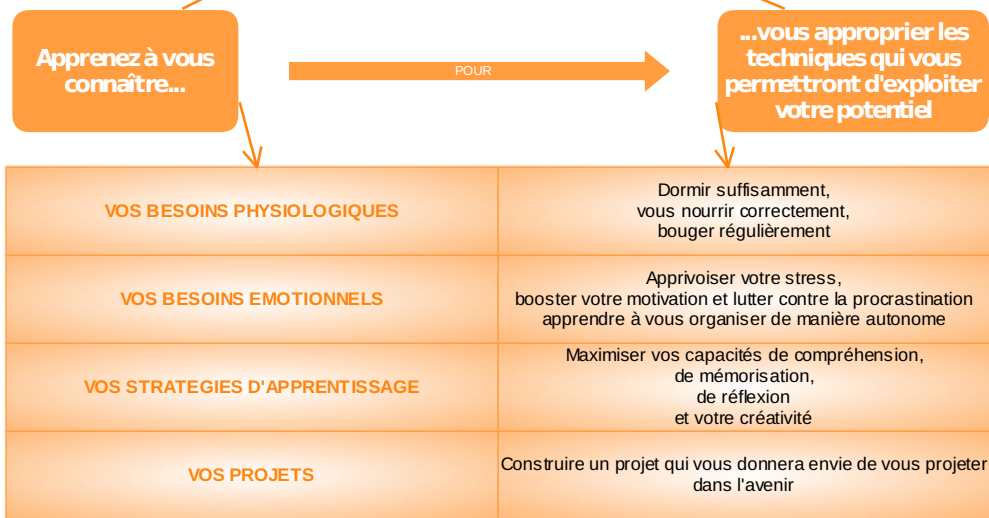 Apprenez à vous
connaître...
POUR
...vous approprier les
techniques qui vous
permettront d'exploiter
votre potentiel
VOS BESOINS PHYSIOLOGIQUES
Dormir suffisamment,
vous nourrir correctement,
bouger régulièrement
VOS BESOINS EMOTIONNELS
Apprivoiser votre stress,
booster votre motivation et lutter contre la procrastination
apprendre à vous organiser de manière autonome
VOS STRATEGIES D'APPRENTISSAGE
Maximiser vos capacités de compréhension,
de mémorisation,
de réflexion
et votre créativité
VOS PROJETS
Construire un projet qui vous donnera envie de vous projeter
dans l'avenir